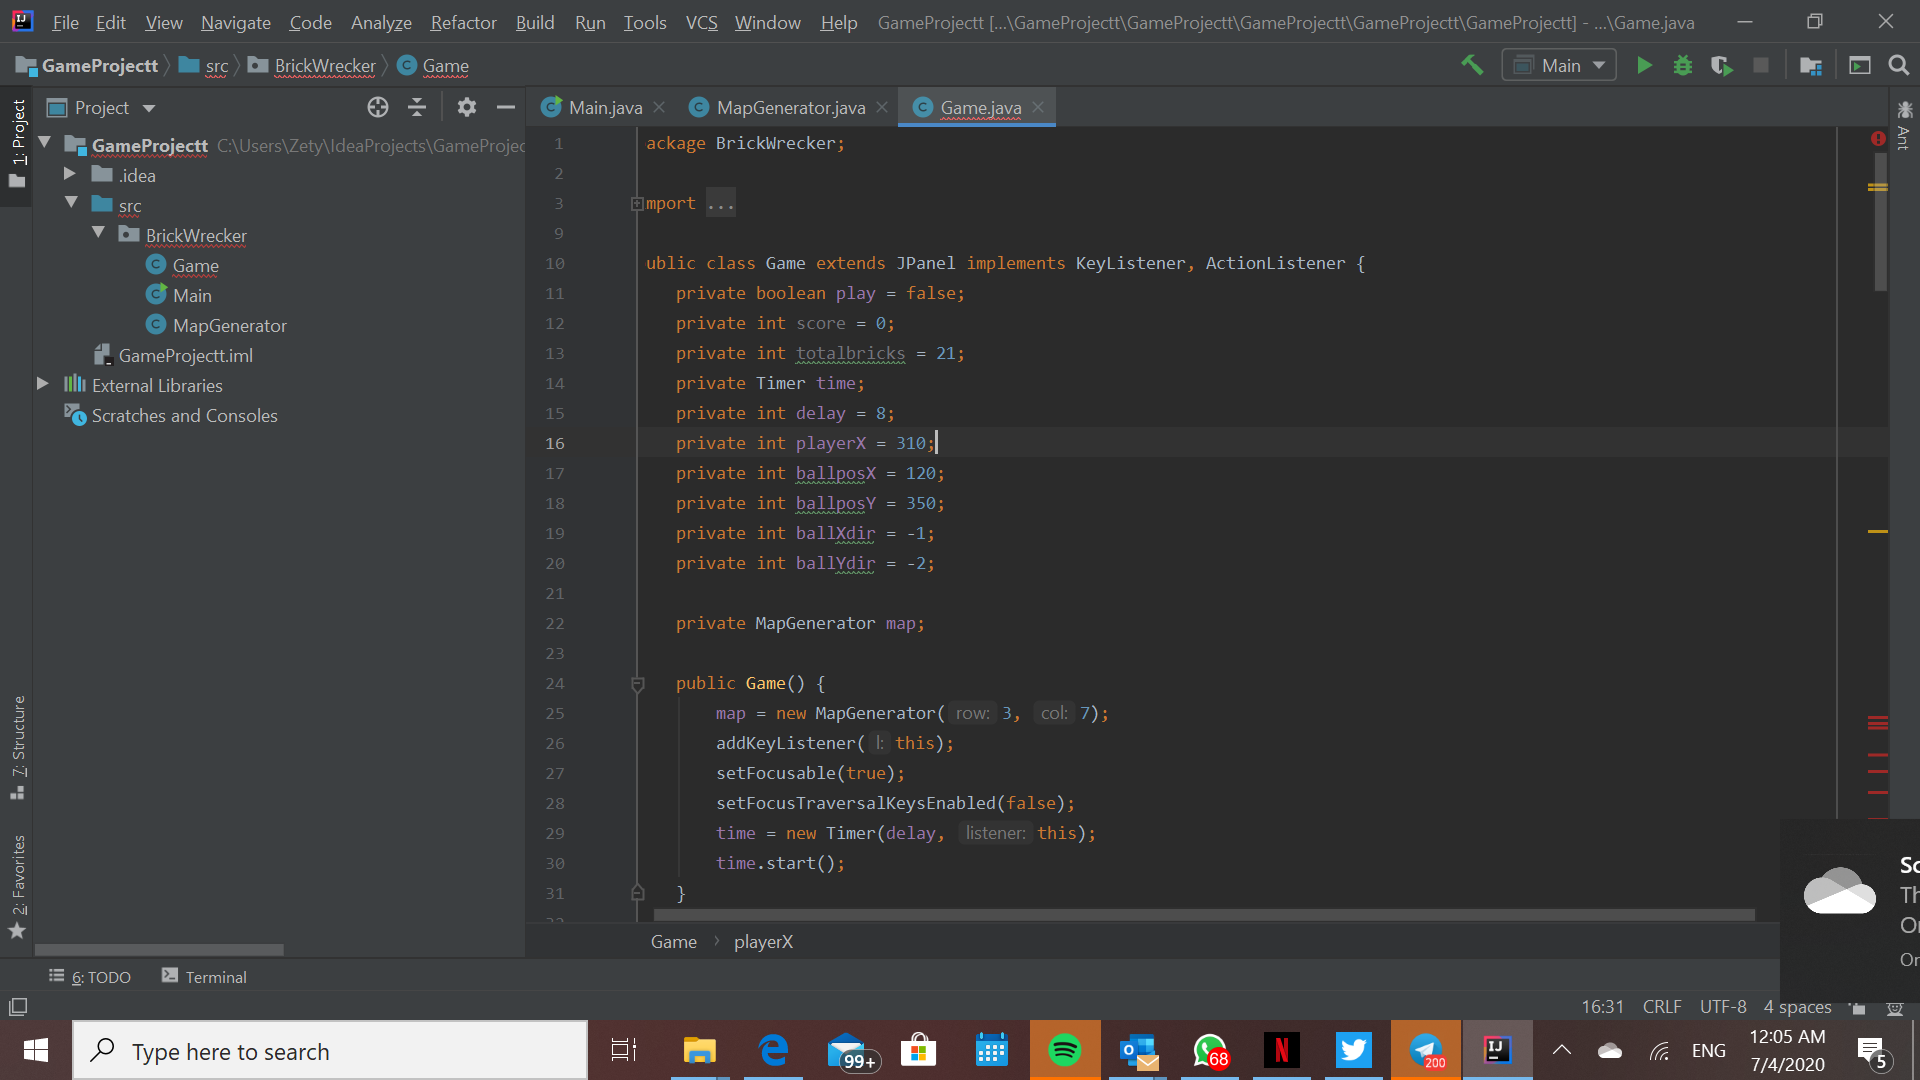 File Edit View Navigate Code Analyze Refactor Build Run Tools VCS Window Help GameProjectt [...\GameProjectt\GameProjectt\GameProjectt\GameProjectt\GameProjectt] - ...\Game.java
GameProjectt src BrickWrecker Game Main
1: Project
Project
Main.java MapGenerator.java Game.java
Ant
GameProjectt C:\Users\Zety\IdeaProjects\GameProjec
.idea
src
BrickWrecker
Game
Main
MapGenerator
GameProjectt.iml
External Libraries
Scratches and Consoles
1 ackage BrickWrecker;
2
3 mport ...
9
10 ublic class Game extends JPanel implements KeyListener, ActionListener {
11 private boolean play = false;
12 private int score = 0;
13 private int totalbricks = 21;
14 private Timer time;
15 private int delay = 8;
16 private int playerX = 310;
17 private int ballposX = 120;
18 private int ballposY = 350;
19 private int ballXdir = -1;
20 private int ballYdir = -2;
21
22 private MapGenerator map;
23
24 public Game() {
25 map = new MapGenerator( row: 3, col: 7);
26 addKeyListener( l: this);
27 setFocusable(true);
28 setFocusTraversalKeysEnabled(false);
29 time = new Timer(delay, listener: this);
30 time.start();
31 }
7: Structure
2: Favorites
Game playerX
6: TODO Terminal
16:31 CRLF UTF-8 4 spaces
Type here to search
99+
68
200
ENG
12:05 AM
7/4/2020
5